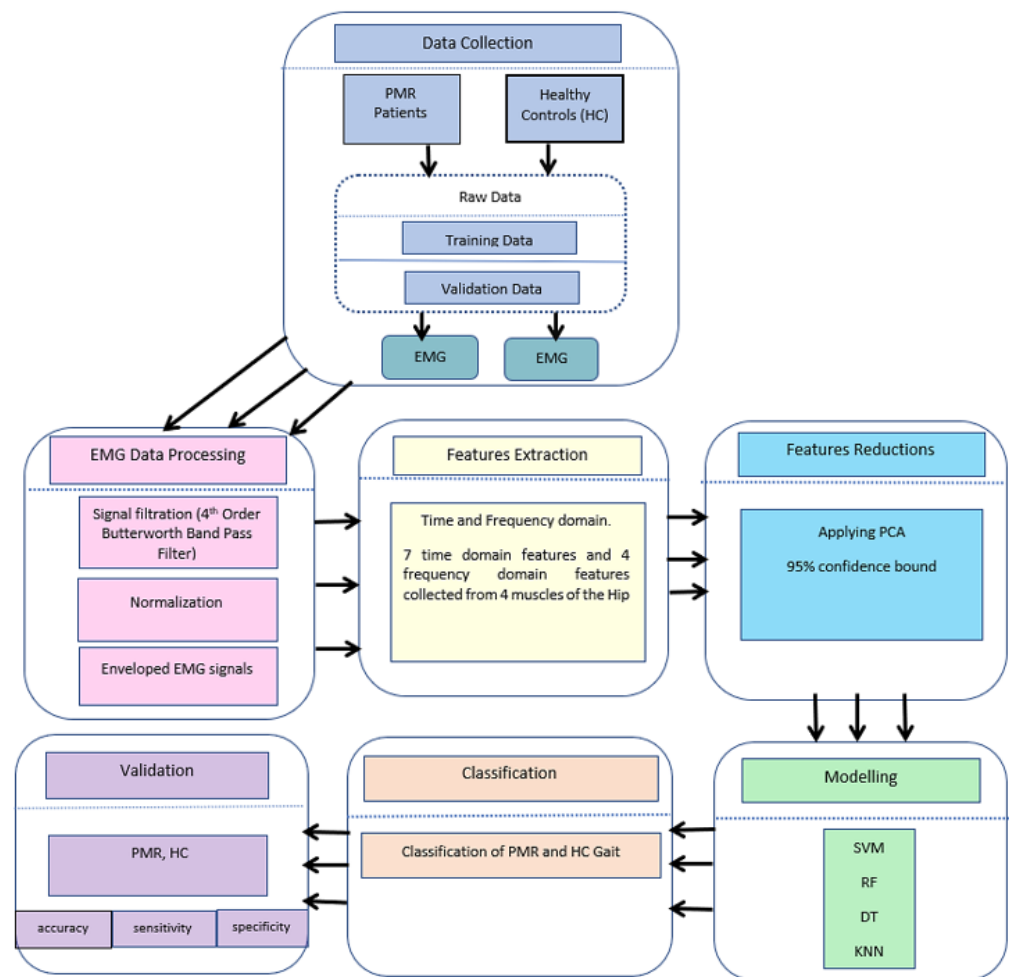 Data Collection
PMR
Patients
Healthy
Controls (HC)
Raw Data
Training Data
Validation Data
EMG
EMG
EMG Data Processing
Signal filtration (4th Order
Butterworth Band Pass
Filter)
Normalization
Enveloped EMG signals
Features Extraction
Time and Frequency domain.
7 time domain features and 4
frequency domain features
collected from 4 muscles of the Hip
Features Reductions
Applying PCA
95% confidence bound
Modelling
SVM
RF
DT
KNN
Classification
Classification of PMR and HC Gait
Validation
PMR, HC
accuracy
sensitivity
specificity